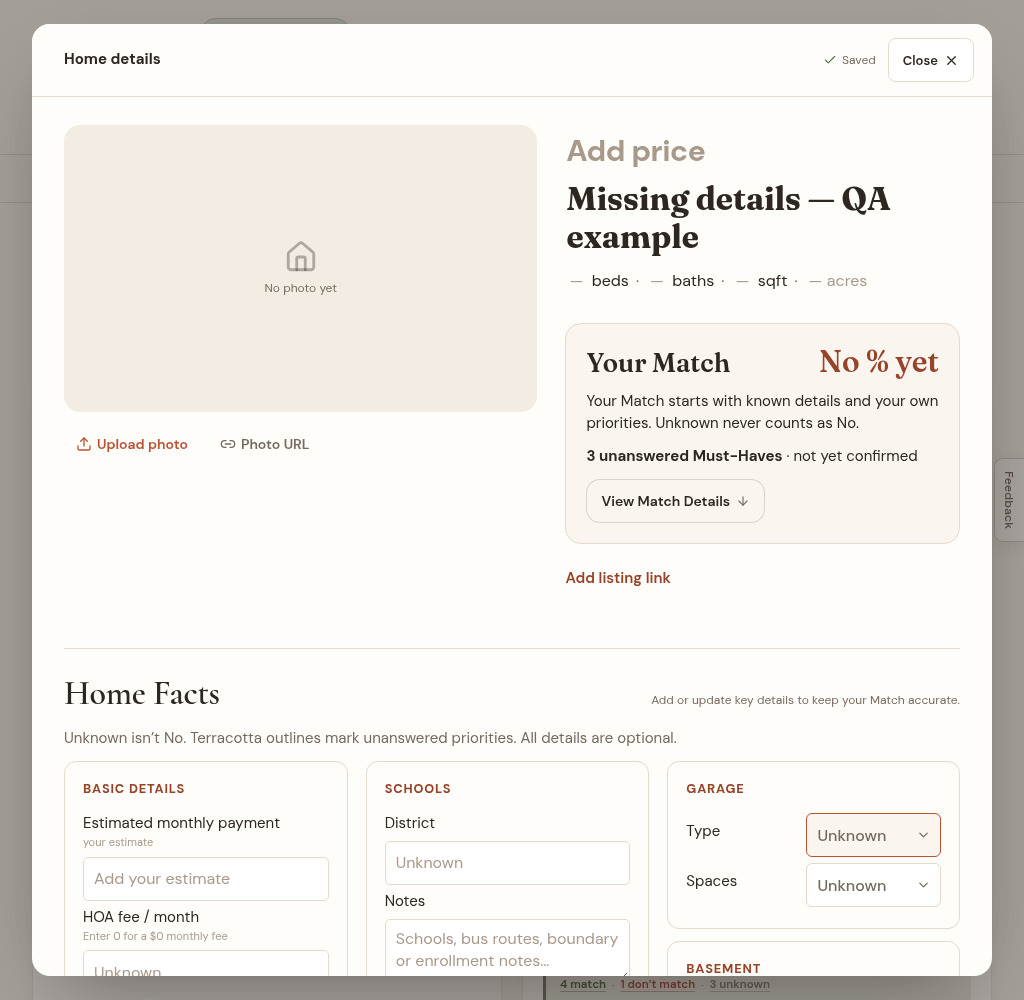 Home details
Saved
Close
No photo yet
Upload photo
Photo URL
Add price
Missing details — QA
example
— beds · — baths · — sqft · — acres
Your Match
No % yet
Your Match starts with known details and your own
priorities. Unknown never counts as No.
3 unanswered Must-Haves · not yet confirmed
View Match Details
Add listing link
Feedback
Home Facts
Add or update key details to keep your Match accurate.
Unknown isn’t No. Terracotta outlines mark unanswered priorities. All details are optional.
BASIC DETAILS
Estimated monthly payment
your estimate
Add your estimate
HOA fee / month
Enter 0 for a $0 monthly fee
Unknown
SCHOOLS
District
Unknown
Notes
Schools, bus routes, boundary
or enrollment notes...
GARAGE
Type
Unknown
Spaces
Unknown
BASEMENT
4 match · 1 don’t match · 3 unknown